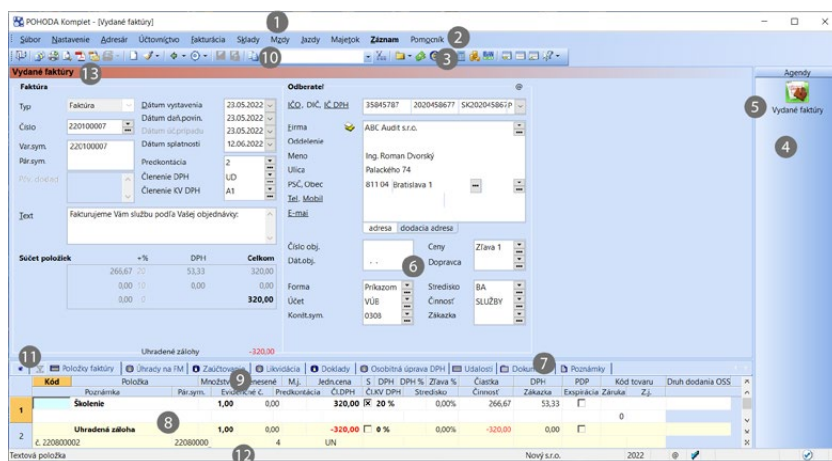 POHODA Komplet - [Vydané faktúry]
1
Súbor Nastavenie Adresár Účtovníctvo Fakturácia Sklady Mzdy Jazdy Majetok Záznam Pomocník 2
10 3
Vydané faktúry 13 Agendy
Faktúra Odberateľ @
Typ Faktúra Dátum vystavenia 23.05.2022 IČO, DIČ, IČ DPH 35845787 2020458677 SK202045867 P
Dátum daň.povin. 23.05.2022
Číslo 220100007 Dátum úč.prípadu 23.05.2022 Firma ABC Audit s.r.o.
Var.sym. 220100007 Dátum splatnosti 12.06.2022 Oddelenie
Pár.sym. Predkontácia 2 Meno Ing. Roman Dvorský
Členenie DPH UD Ulica Palackého 74
Členenie KV DPH A1 PSČ, Obec 811 04 Bratislava 1
Tel. Mobil
Text Fakturujeme Vám službu podľa Vašej objednávky: E-mai
adresa dodacia adresa
5 Vydané faktúry
4
Číslo obj. Ceny Zľava 1
Súčet položiek +% DPH Celkom Dát.obj. . . 6 Dopravca
266,67 20 53,33 320,00
0,00 10 0,00 0,00 Forma Príkazom Stredisko BA
0,00 0 320,00 Účet VÚB Činnosť SLUŽBY
Konšt.sym. 0308 Zákazka
Uhradené zálohy -320,00
11 Položky faktúry Úhrady na FM Zaúčtovanie Likvidácia Doklady Osobitná úprava DPH Udalosti Dokumenty 7 Poznámky
Kód Položka Množstvo 9 Prenesené M.j. Jedn.cena S DPH DPH % Zľava % Čiastka DPH PDP Kód tovaru Druh dodania OSS
Poznámka Pár.sym. Evidenčné č. Predkontácia Čl.DPH Čl.KV DPH Stredisko Činnosť Zákazka Exspirácia Záruka Z.j.
1 Školenie 1,00 0,00 320,00 20 % 0,00% 266,67 53,33
0
8
2 Uhradená záloha 1,00 0,00 -320,00 0 % 0,00% -320,00 0,00
č. 220800002 22080000 4 UN
Textová položka 12 Nový s.r.o. 2022 @